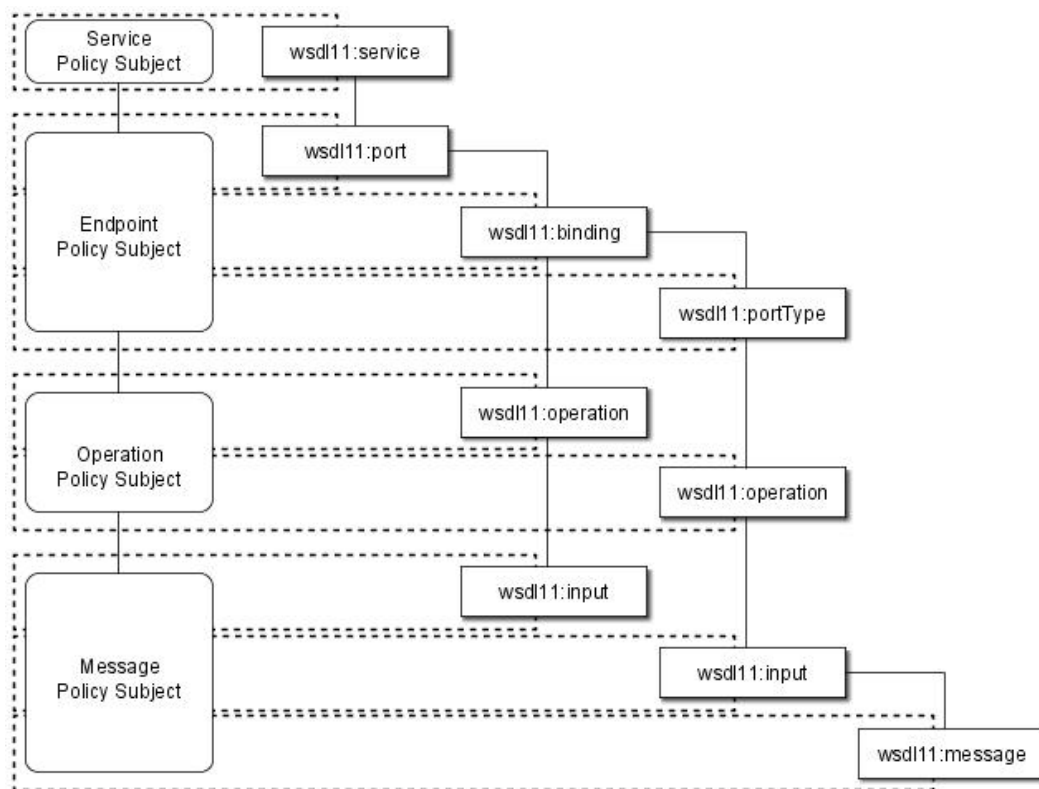 Service
Policy Subject
wsdl11:service
wsdl11:port
Endpoint
Policy Subject
wsdl11:binding
wsdl11:portType
wsdl11:operation
Operation
Policy Subject
wsdl11:operation
wsdl11:input
Message
Policy Subject
wsdl11:input
wsdl11:message